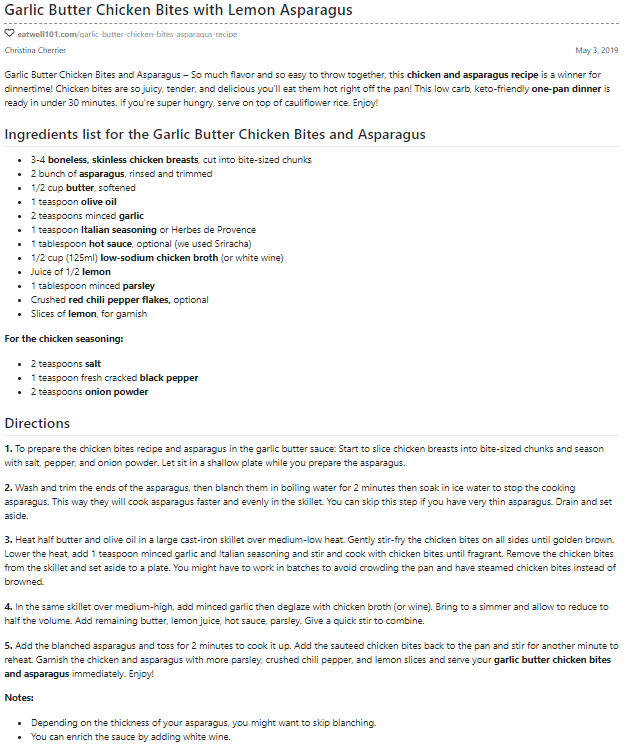 Garlic Butter Chicken Bites with Lemon Asparagus
eatwell101.com/garlic-butter-chicken-bites-asparagus-recipe
Christina Cherrier
May 3, 2019
Garlic Butter Chicken Bites and Asparagus – So much flavor and so easy to throw together, this chicken and asparagus recipe is a winner for
dinnertime! Chicken bites are so juicy, tender, and delicious you'll eat them hot right off the pan! This low carb, keto-friendly one-pan dinner is
ready in under 30 minutes. If you're super hungry, serve on top of cauliflower rice. Enjoy!
Ingredients list for the Garlic Butter Chicken Bites and Asparagus
• 3-4 boneless, skinless chicken breasts, cut into bite-sized chunks
• 2 bunch of asparagus, rinsed and trimmed
• 1/2 cup butter, softened
• 1 teaspoon olive oil
• 2 teaspoons minced garlic
• 1 teaspoon Italian seasoning or Herbes de Provence
• 1 tablespoon hot sauce, optional (we used Sriracha)
• 1/2 cup (125ml) low-sodium chicken broth (or white wine)
• Juice of 1/2 lemon
• 1 tablespoon minced parsley
• Crushed red chili pepper flakes, optional
• Slices of lemon, for garnish
For the chicken seasoning:
• 2 teaspoons salt
• 1 teaspoon fresh cracked black pepper
• 2 teaspoons onion powder
Directions
1. To prepare the chicken bites recipe and asparagus in the garlic butter sauce: Start to slice chicken breasts into bite-sized chunks and season
with salt, pepper, and onion powder. Let sit in a shallow plate while you prepare the asparagus.
2. Wash and trim the ends of the asparagus, then blanch them in boiling water for 2 minutes then soak in ice water to stop the cooking
asparagus. This way they will cook asparagus faster and evenly in the skillet. You can skip this step if you have very thin asparagus. Drain and set
aside.
3. Heat half butter and olive oil in a large cast-iron skillet over medium-low heat. Gently stir-fry the chicken bites on all sides until golden brown.
Lower the heat, add 1 teaspoon minced garlic and Italian seasoning and stir and cook with chicken bites until fragrant. Remove the chicken bites
from the skillet and set aside to a plate. You might have to work in batches to avoid crowding the pan and have steamed chicken bites instead of
browned.
4. In the same skillet over medium-high, add minced garlic then deglaze with chicken broth (or wine). Bring to a simmer and allow to reduce to
half the volume. Add remaining butter, lemon juice, hot sauce, parsley. Give a quick stir to combine.
5. Add the blanched asparagus and toss for 2 minutes to cook it up. Add the sauteed chicken bites back to the pan and stir for another minute to
reheat. Garnish the chicken and asparagus with more parsley, crushed chili pepper, and lemon slices and serve your garlic butter chicken bites
and asparagus immediately. Enjoy!
Notes:
• Depending on the thickness of your asparagus, you might want to skip blanching.
• You can enrich the sauce by adding white wine.